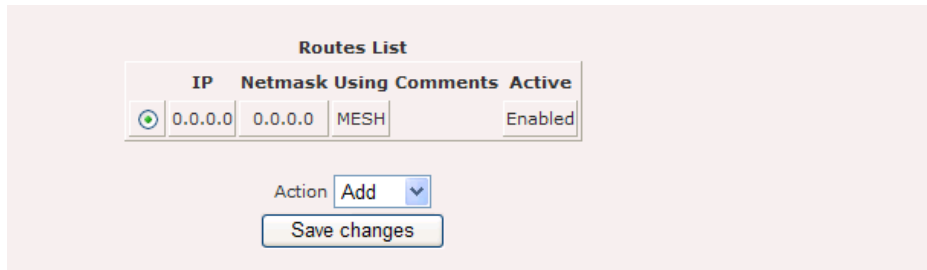 Routes List
IP Netmask Using Comments Active
0.0.0.0 0.0.0.0 MESH Enabled
Action Add
Save changes